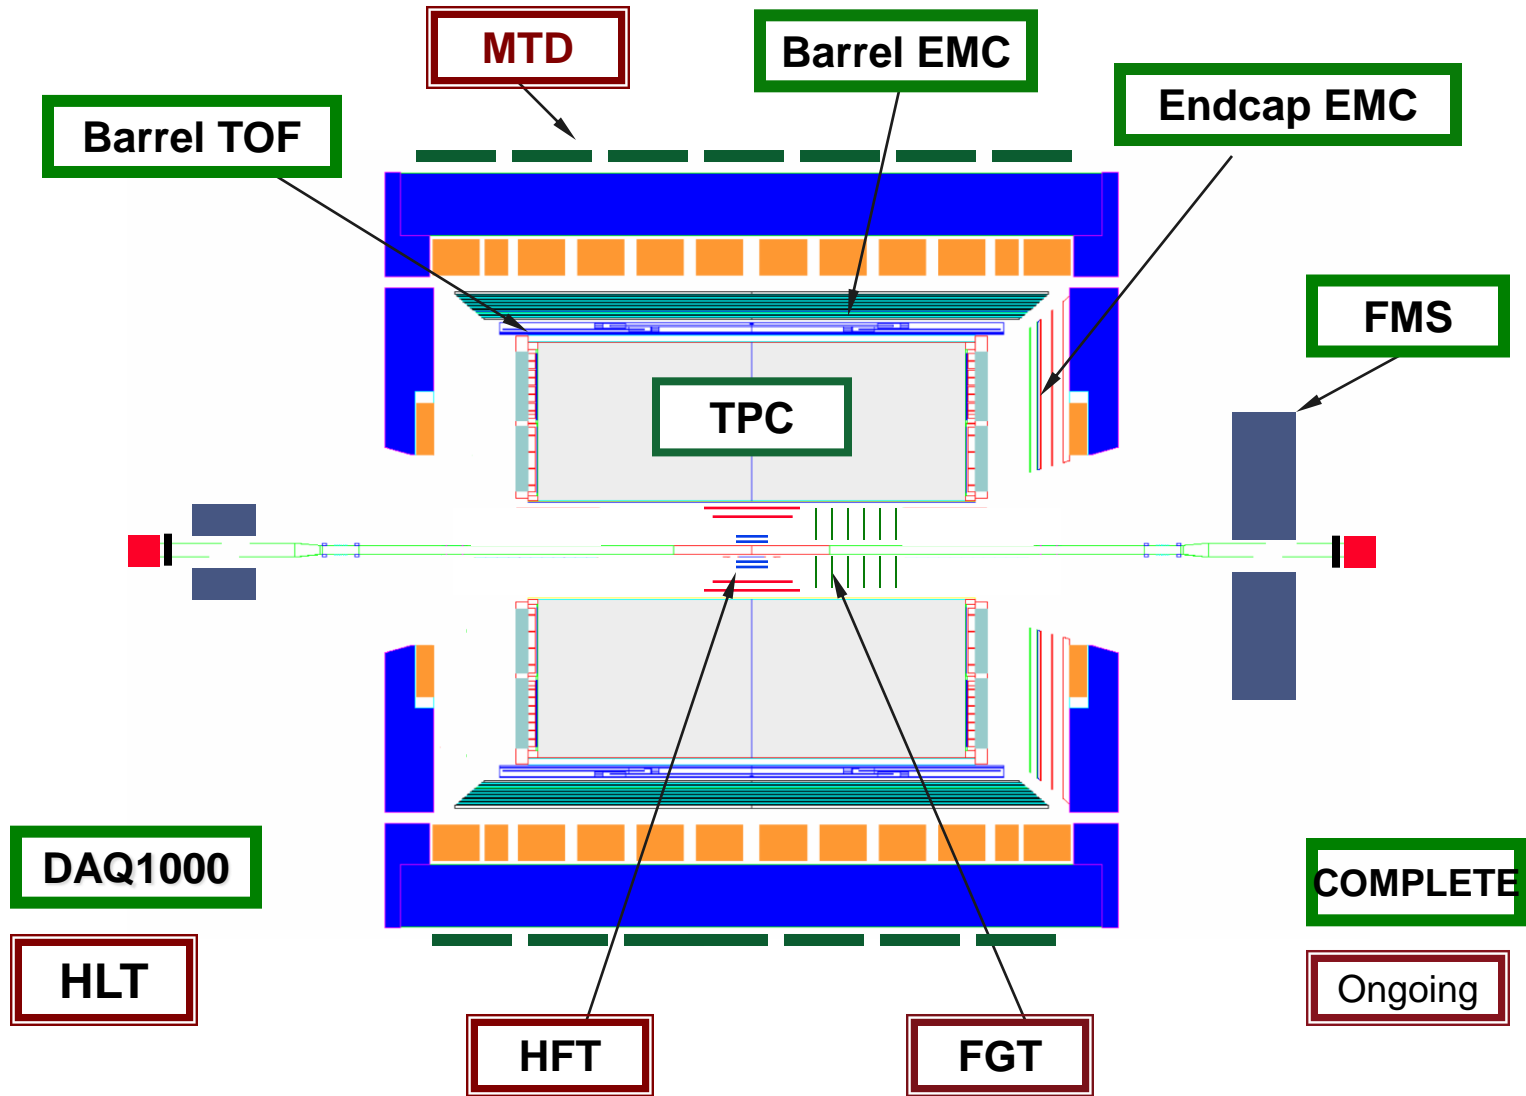 MTD
Barrel EMC
Endcap EMC
Barrel TOF
FMS
TPC
DAQ1000
COMPLETE
HLT
Ongoing
HFT
FGT